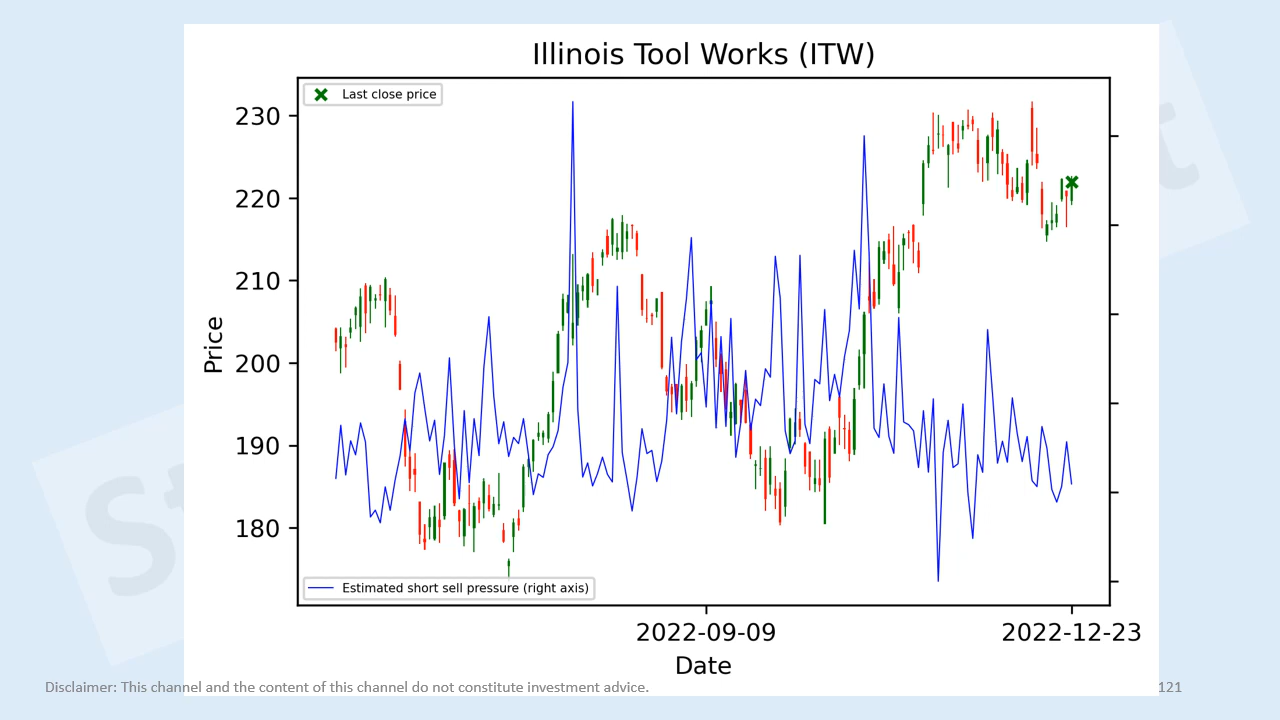 Illinois Tool Works (ITW)
Last close price
230
220
210
200
190
180
Price
Estimated short sell pressure (right axis)
2022-09-09
2022-12-23
Date
Disclaimer: This channel and the content of this channel do not constitute investment advice.
121